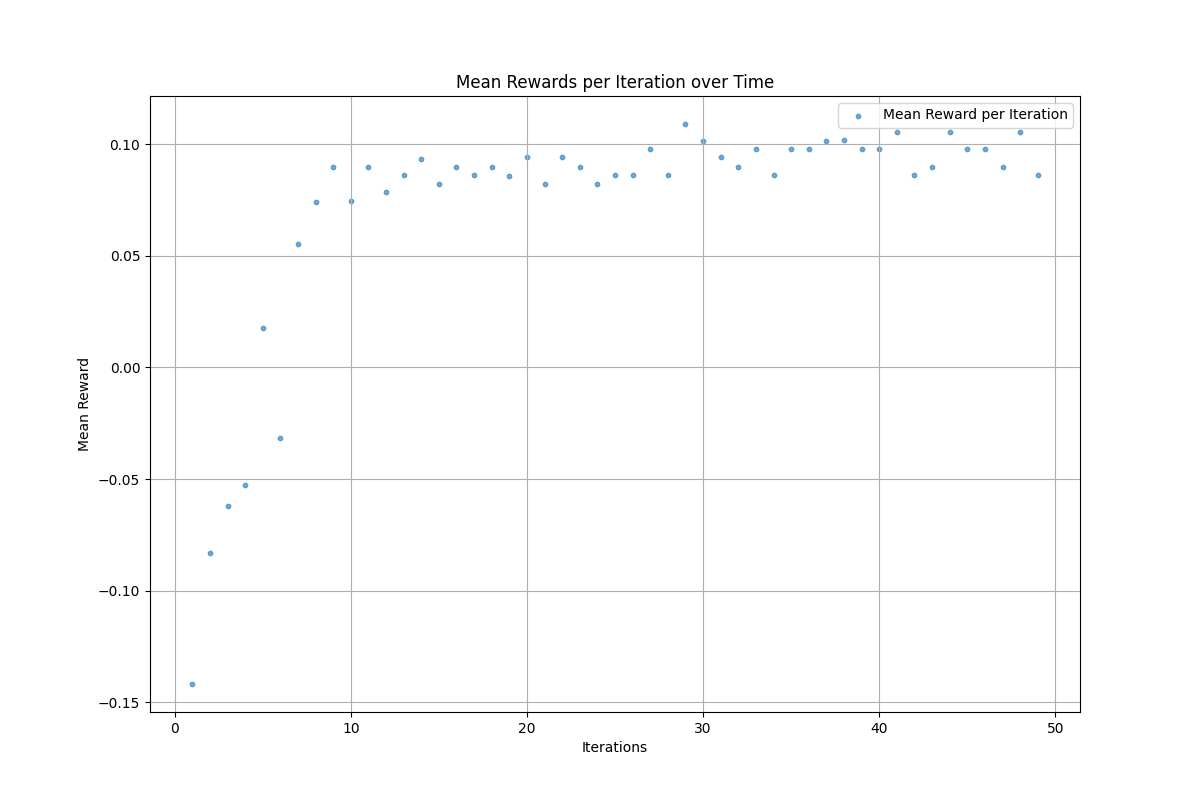 Mean Rewards per Iteration over Time
Mean Reward per Iteration
0.10
0.05
0.00
−0.05
−0.10
−0.15
Mean Reward
0 10 20 30 40 50
Iterations